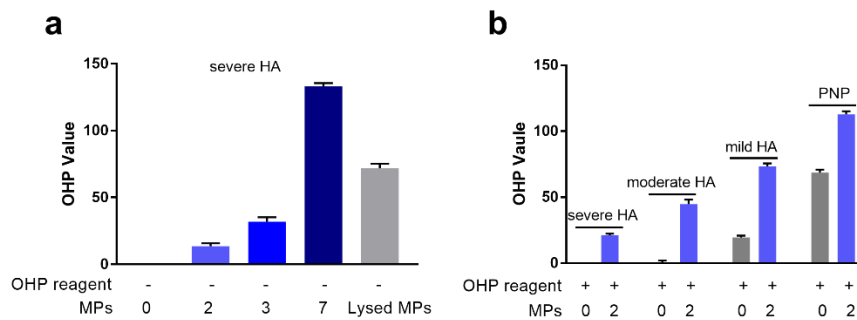 a
severe HA
150
100
50
0
OHP Value
OHP reagent - - - - -
MPs 0 2 3 7 Lysed MPs
b
150
100
50
0
OHP Vaule
severe HA
moderate HA
mild HA
PNP
OHP reagent + + + + + + + +
MPs 0 2 0 2 0 2 0 2